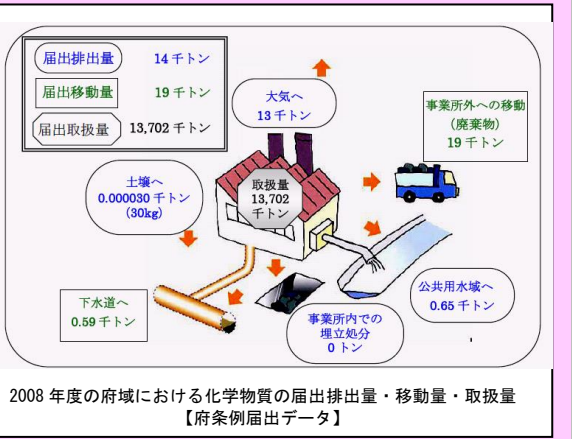 届出排出量 14 千トン
届出移動量 19 千トン
届出取扱量 13,702 千トン
大気へ
13 千トン
事業所外への移動
(廃棄物)
19 千トン
土壌へ
0.000030 千トン
(30kg)
取扱量
13,702
千トン
下水道へ
0.59 千トン
事業所内での
埋立処分
0 トン
公共用水域へ
0.65 千トン
2008 年度の府域における化学物質の届出排出量・移動量・取扱量
【府条例届出データ】